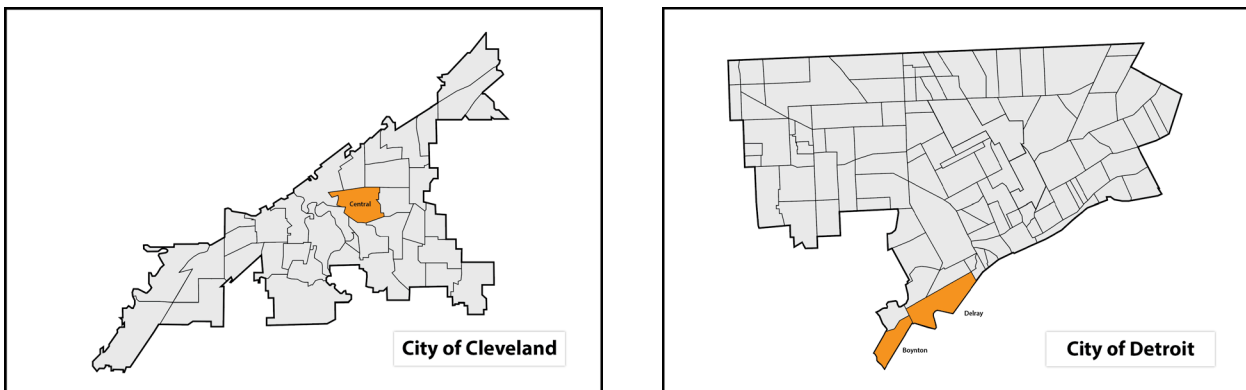 Central
City of Cleveland
Delray
Boynton
City of Detroit